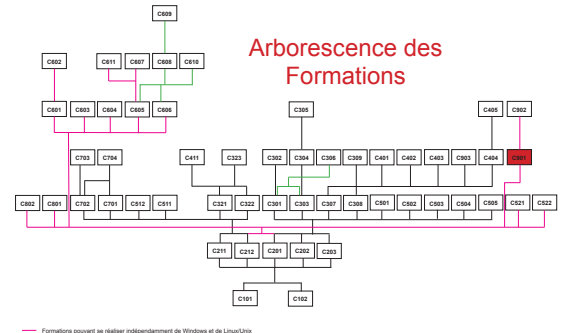 C609
Arborescence des
Formations
C602 C611 C607 C608 C610
C601 C603 C604 C605 C606 C305 C405 C902
C703 C704 C411 C323 C302 C304 C306 C309 C401 C402 C403 C903 C404 C901
C802 C801 C702 C701 C512 C511 C321 C322 C301 C303 C307 C308 C501 C502 C503 C504 C505 C521 C522
C211 C212 C201 C202 C203
C101 C102
Formations pouvant se réaliser indépendamment de Windows et de Linux/Unix